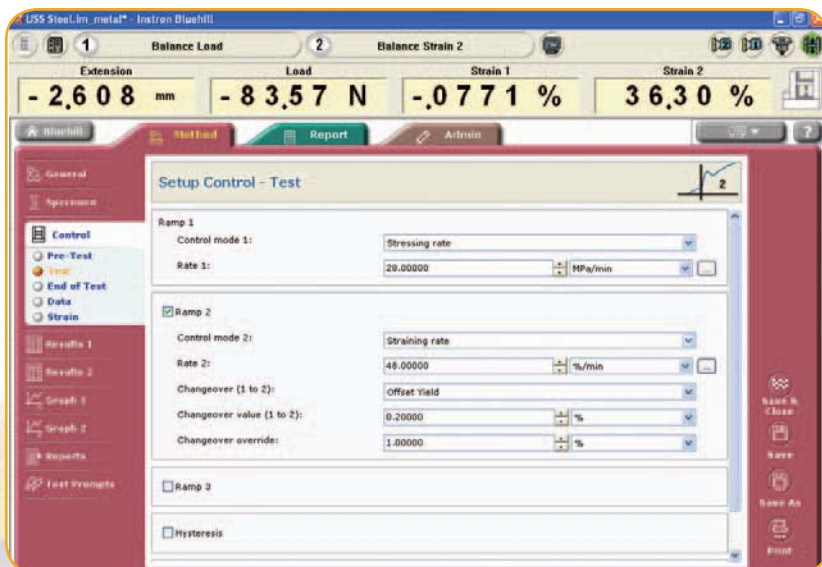 USS Steel.im_metal* - Instron Bluehill
1 Balance Load 2 Balance Strain 2
Extension Load Strain 1 Strain 2
- 2.608 mm - 83.57 N -.0771 % 36.30 %
Bluehill Method Report Admin ?
General
Specimen
Control
Pre-Test
Test
End of Test
Data
Strain
Results 1
Results 2
Graph 1
Graph 2
Reports
Test Prompts
Setup Control - Test 2
Ramp 1
Control mode 1: Stressing rate
Rate 1: 28.00000 MPa/min ...
Ramp 2
Control mode 2: Straining rate
Rate 2: 48.00000 %/min ...
Changeover (1 to 2): Offset Yield
Changeover value (1 to 2): 0.20000 %
Changeover override: 1.00000 %
Ramp 3
Hysteresis
Save & Close
Save
Save As
Print